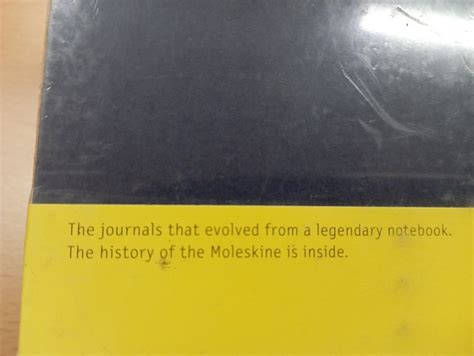 The journals that evolved from a legendary notebook.
The history of the Moleskine is inside.